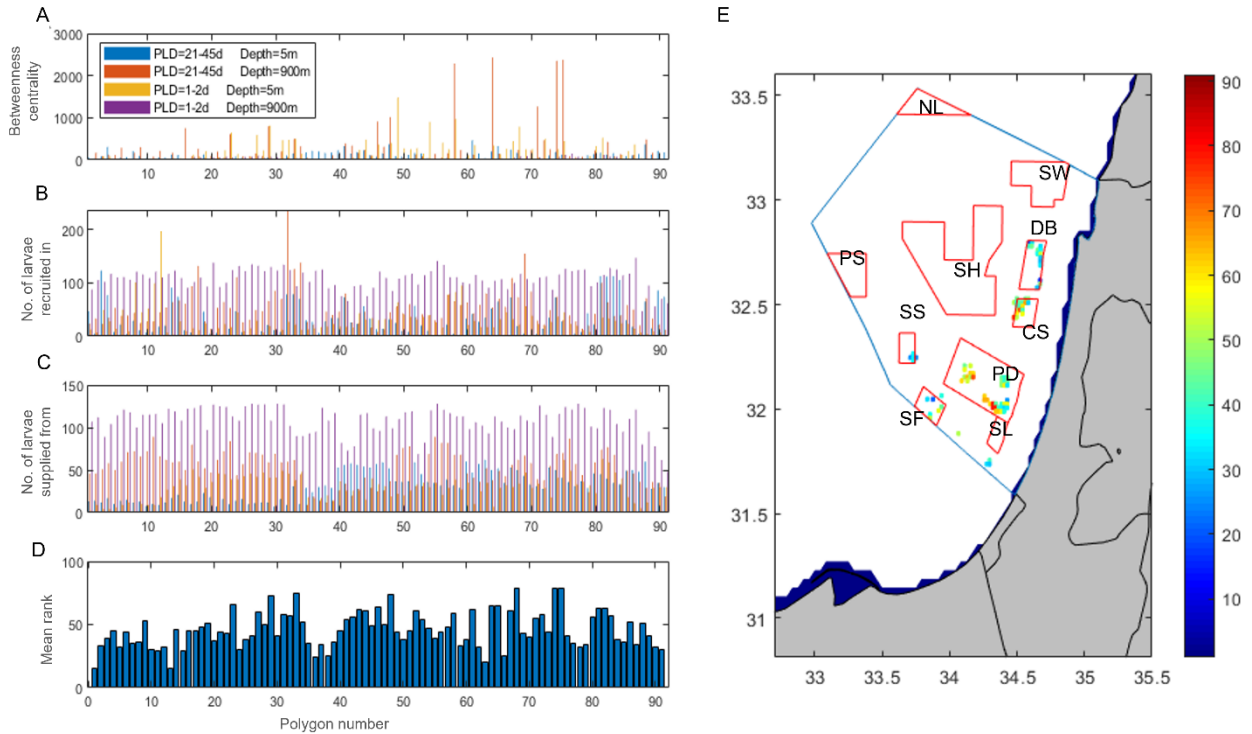 A
Betweenness
centrality
3000
2000
1000
0
PLD=21-45d Depth=5m
PLD=21-45d Depth=900m
PLD=1-2d Depth=5m
PLD=1-2d Depth=900m
10 20 30 40 50 60 70 80 90
B
No. of larvae
recruited in
200
100
0
10 20 30 40 50 60 70 80 90
C
No. of larvae
supplied from
150
100
50
0
10 20 30 40 50 60 70 80 90
D
Mean rank
100
50
0
0 10 20 30 40 50 60 70 80 90
Polygon number
E
33.5
33
32.5
32
31.5
31
33 33.5 34 34.5 35 35.5
NL
SW
DB
PS
SH
SS
CS
PD
SF
SL
90
80
70
60
50
40
30
20
10